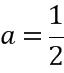 a = 1/2